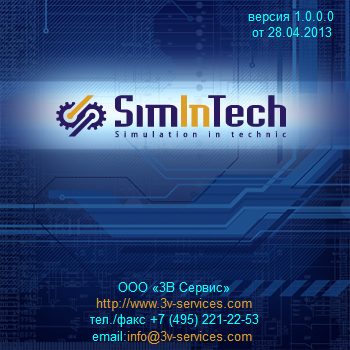 версия 1.0.0.0
от 28.04.2013
SimInTech
Simulation in technic
ООО «3В Сервис»
http://www.3v-services.com
тел./факс +7 (495) 221-22-53
email:info@3v-services.com